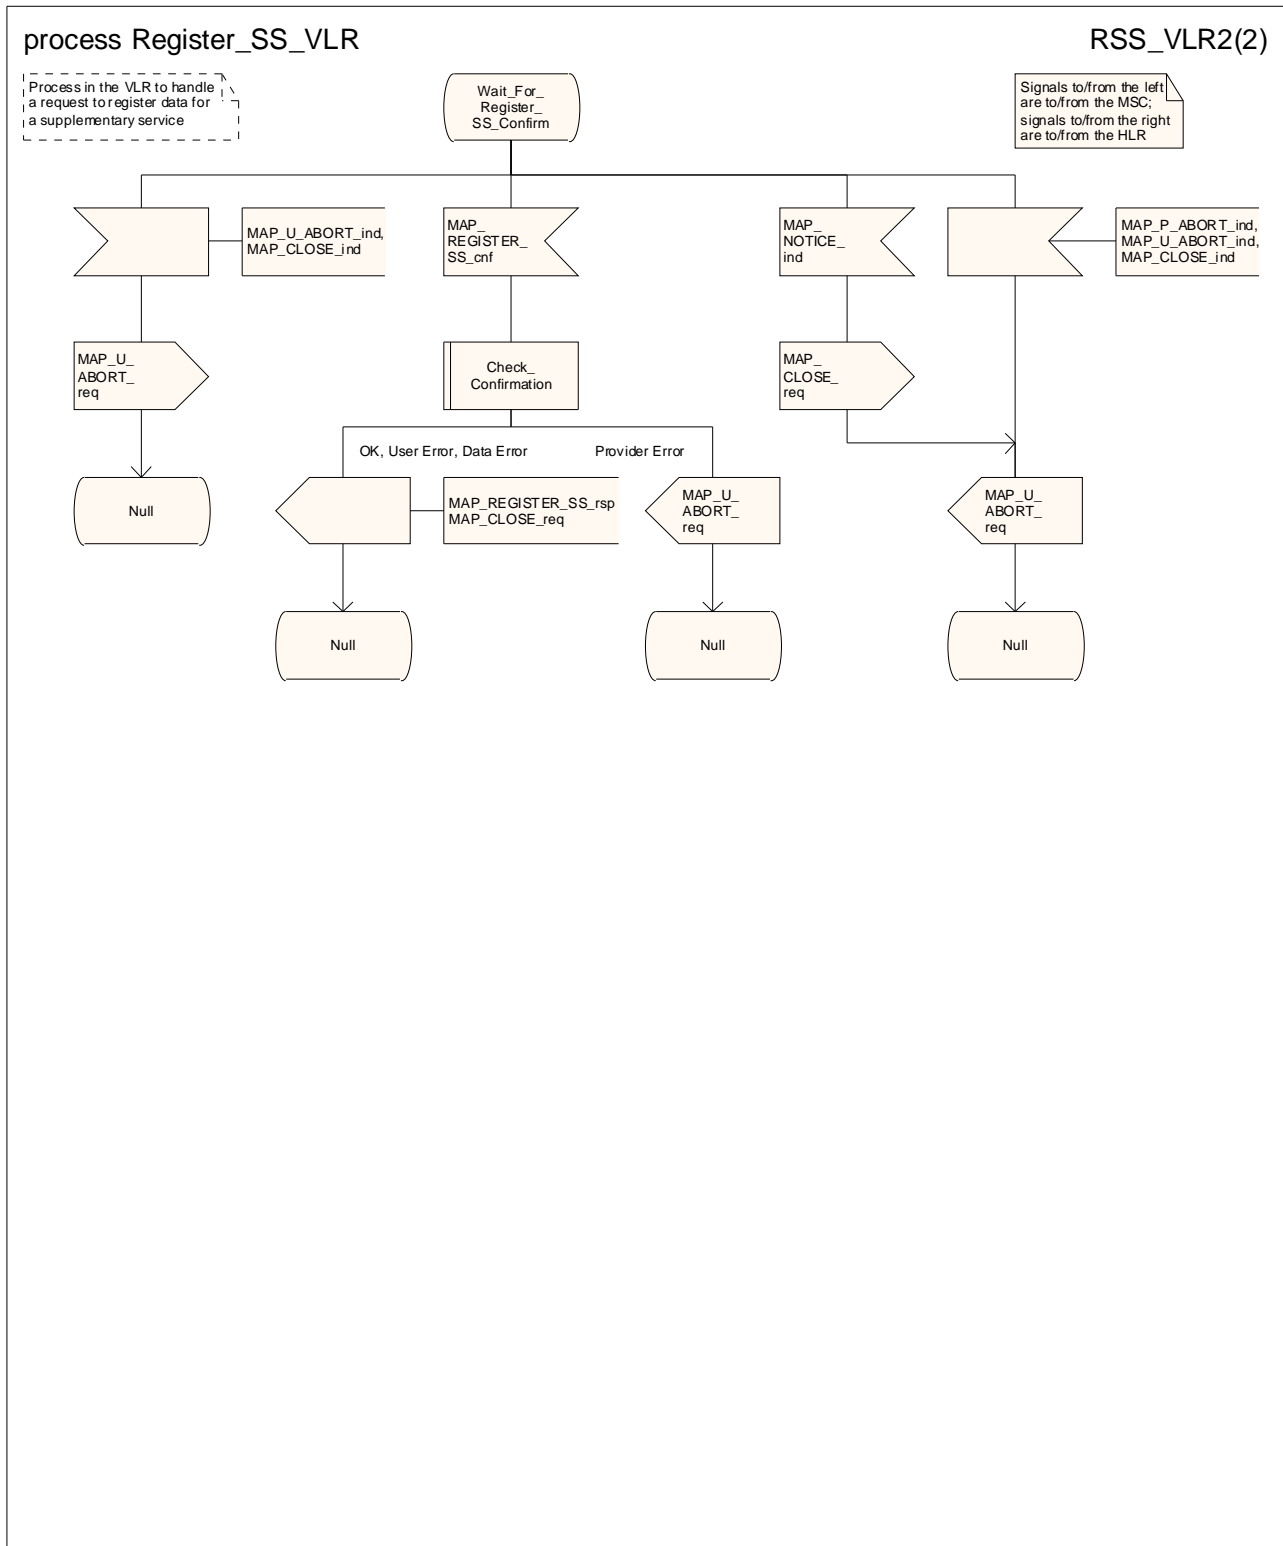 process Register_SS_VLR
RSS_VLR2(2)
Process in the VLR to handle
a request to register data for
a supplementary service
Wait_For_
Register_
SS_Confirm
Signals to/from the left
are to/from the MSC;
signals to/from the right
are to/from the HLR
MAP_U_ABORT_ind,
MAP_CLOSE_ind
MAP_
REGISTER_
SS_cnf
MAP_
NOTICE_
ind
MAP_P_ABORT_ind,
MAP_U_ABORT_ind,
MAP_CLOSE_ind
MAP_U_
ABORT_
req
Check_
Confirmation
MAP_
CLOSE_
req
OK, User Error, Data Error
Provider Error
Null
MAP_REGISTER_SS_rsp
MAP_CLOSE_req
MAP_U_
ABORT_
req
MAP_U_
ABORT_
req
Null
Null
Null